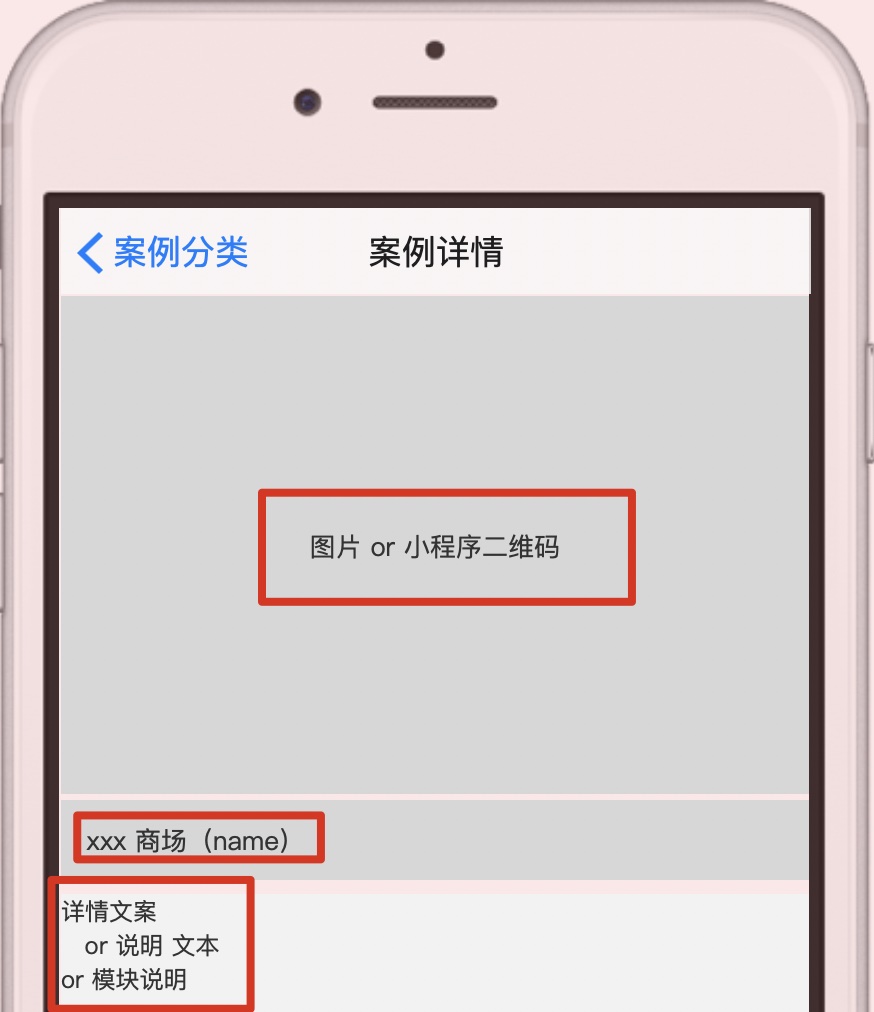 案例分类
案例详情
图片 or 小程序二维码
xxx 商场（name）
详情文案
or 说明 文本
or 模块说明